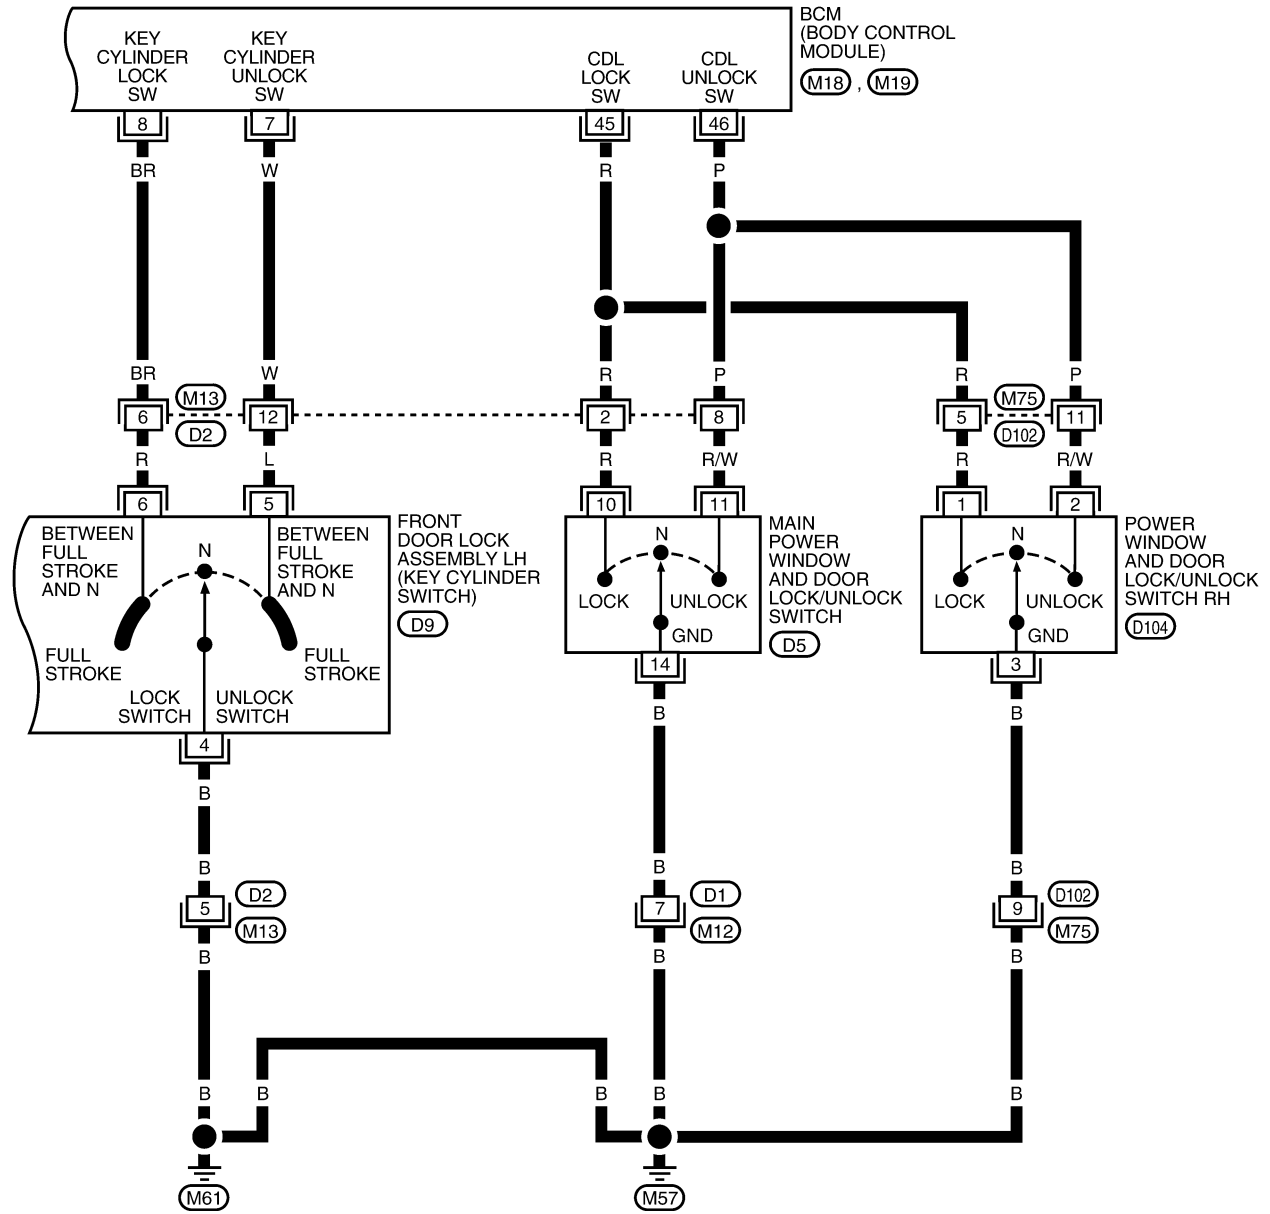 BCM
(BODY CONTROL
MODULE)
M18 , M19
KEY
CYLINDER
LOCK
SW
KEY
CYLINDER
UNLOCK
SW
CDL
LOCK
SW
CDL
UNLOCK
SW
8
7
45
46
BR
W
R
P
BR
W
R
P
R
P
6
M13
D2
12
2
8
5
M75
D102
11
R
L
R
R/W
R
R/W
6
5
10
11
1
2
BETWEEN
FULL
STROKE
AND N
N
BETWEEN
FULL
STROKE
AND N
FULL
STROKE
FULL
STROKE
LOCK
SWITCH
UNLOCK
SWITCH
FRONT
DOOR LOCK
ASSEMBLY LH
(KEY CYLINDER
SWITCH)
D9
N
LOCK
UNLOCK
GND
MAIN
POWER
WINDOW
AND DOOR
LOCK/UNLOCK
SWITCH
D5
N
LOCK
UNLOCK
GND
POWER
WINDOW
AND DOOR
LOCK/UNLOCK
SWITCH RH
D104
4
14
3
B
B
B
B
B
B
5
D2
M13
7
D1
M12
9
D102
M75
B
B
B
B
B
B
B
B
M61
M57